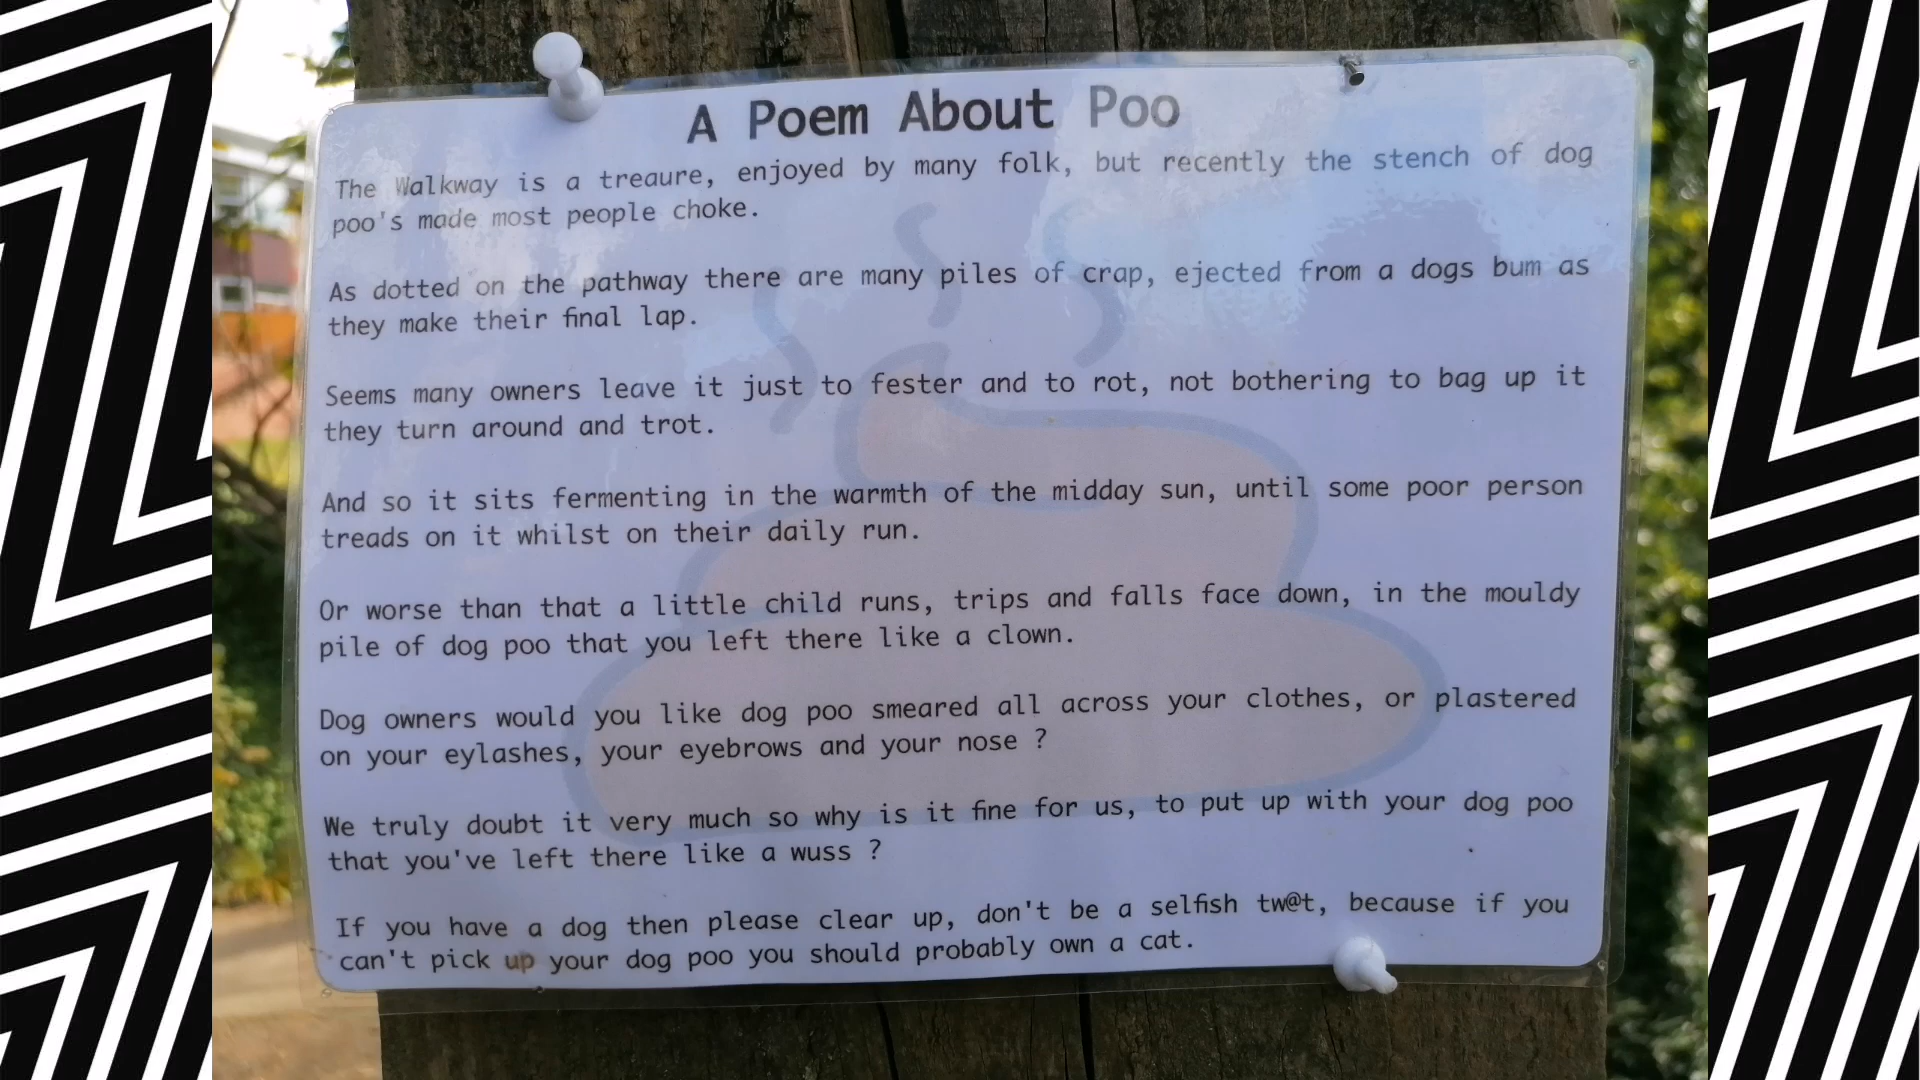 A Poem About Poo
The Walkway is a treaure, enjoyed by many folk, but recently the stench of dog
poo's made most people choke.
As dotted on the pathway there are many piles of crap, ejected from a dogs bum as
they make their final lap.
Seems many owners leave it just to fester and to rot, not bothering to bag up it
they turn around and trot.
And so it sits fermenting in the warmth of the midday sun, until some poor person
treads on it whilst on their daily run.
Or worse than that a little child runs, trips and falls face down, in the mouldy
pile of dog poo that you left there like a clown.
Dog owners would you like dog poo smeared all across your clothes, or plastered
on your eylashes, your eyebrows and your nose ?
We truly doubt it very much so why is it fine for us, to put up with your dog poo
that you've left there like a wuss ?
If you have a dog then please clear up, don't be a selfish tw@t, because if you
can't pick up your dog poo you should probably own a cat.